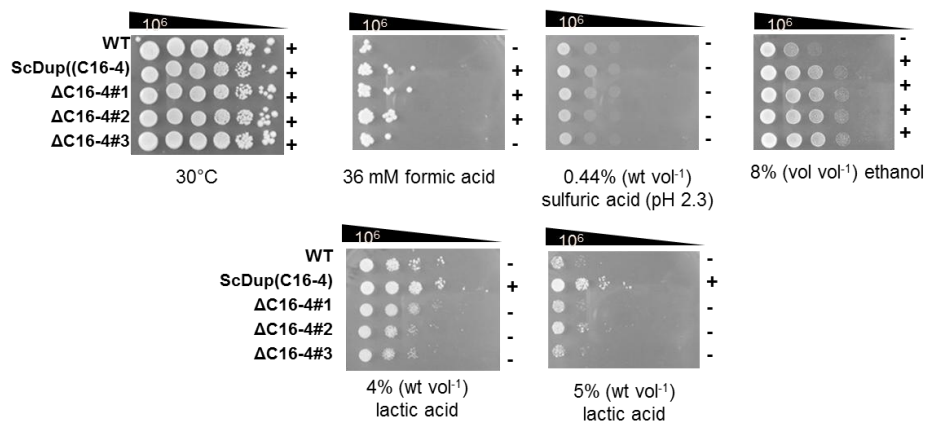 10⁶ 10⁶ 10⁶ 10⁶
WT + - - -
ScDup((C16-4) + + - +
ΔC16-4#1 + + - +
ΔC16-4#2 + + - +
ΔC16-4#3 + - - +
30°C
36 mM formic acid
0.44% (wt vol⁻¹)
sulfuric acid (pH 2.3)
8% (vol vol⁻¹) ethanol
10⁶ 10⁶
WT - -
ScDup(C16-4) + +
ΔC16-4#1 - -
ΔC16-4#2 - -
ΔC16-4#3 - -
4% (wt vol⁻¹)
lactic acid
5% (wt vol⁻¹)
lactic acid